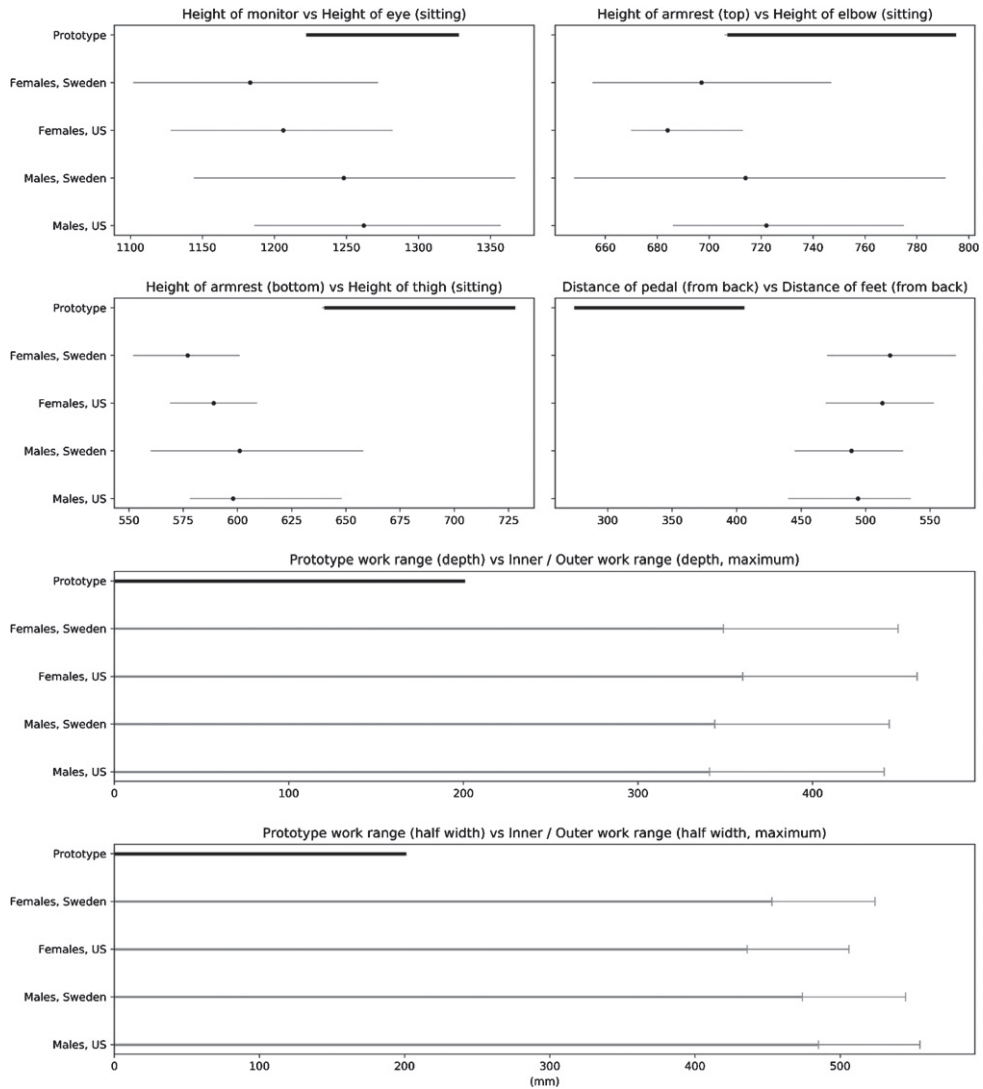 Height of monitor vs Height of eye (sitting)
Prototype
Females, Sweden
Females, US
Males, Sweden
Males, US
1100 1150 1200 1250 1300 1350
Height of armrest (top) vs Height of elbow (sitting)
660 680 700 720 740 760 780 800
Height of armrest (bottom) vs Height of thigh (sitting)
Prototype
Females, Sweden
Females, US
Males, Sweden
Males, US
550 575 600 625 650 675 700 725
Distance of pedal (from back) vs Distance of feet (from back)
300 350 400 450 500 550
Prototype work range (depth) vs Inner / Outer work range (depth, maximum)
Prototype
Females, Sweden
Females, US
Males, Sweden
Males, US
0 100 200 300 400
Prototype work range (half width) vs Inner / Outer work range (half width, maximum)
Prototype
Females, Sweden
Females, US
Males, Sweden
Males, US
0 100 200 300 400 500
(mm)